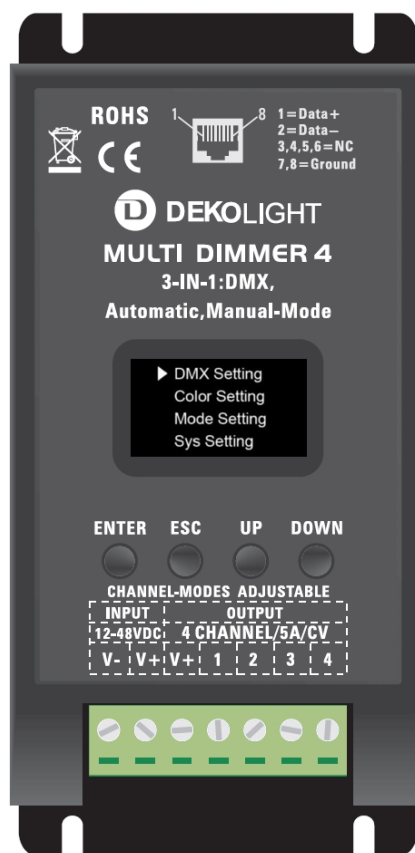 ROHS
CE
1 8
1=Data+
2=Data−
3,4,5,6=NC
7,8=Ground
D DEKOLIGHT
MULTI DIMMER 4
3-IN-1:DMX,
Automatic,Manual-Mode
DMX Setting
Color Setting
Mode Setting
Sys Setting
ENTER ESC UP DOWN
CHANNEL-MODES ADJUSTABLE
INPUT OUTPUT
12-48VDC 4 CHANNEL/5A/CV
V- V+ V+ 1 2 3 4